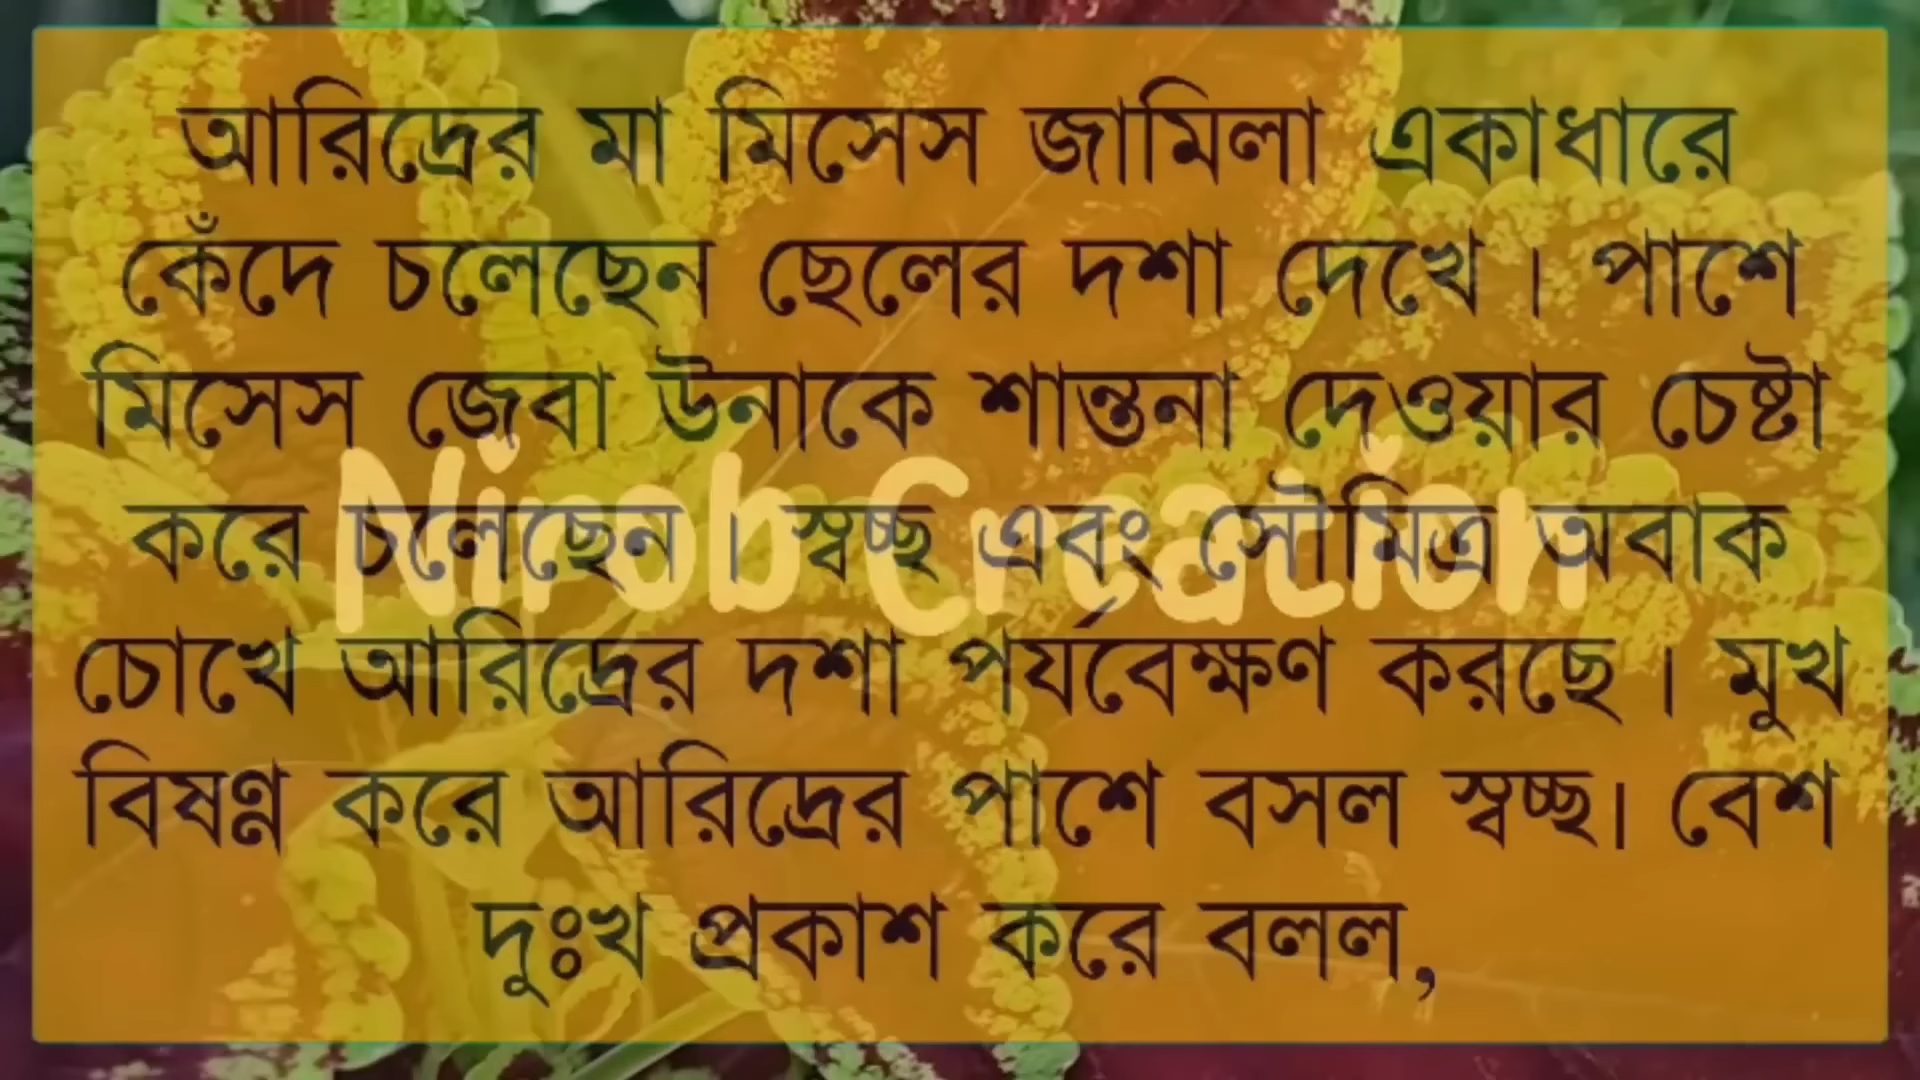 আরিদ্রের মা মিসেস জামিলা একাধারে
কেঁদে চলেছেন ছেলের দশা দেখে। পাশে
মিসেস জেবা উনাকে শান্তনা দেওয়ার চেষ্টা
করে চলেছেন। স্বচ্ছ এবং সৌমিত্র অবাক
Nirob Creation
চোখে আরিদ্রের দশা পর্যবেক্ষণ করছে। মুখ
বিষণ্ণ করে আরিদ্রের পাশে বসল স্বচ্ছ। বেশ
দুঃখ প্রকাশ করে বলল,